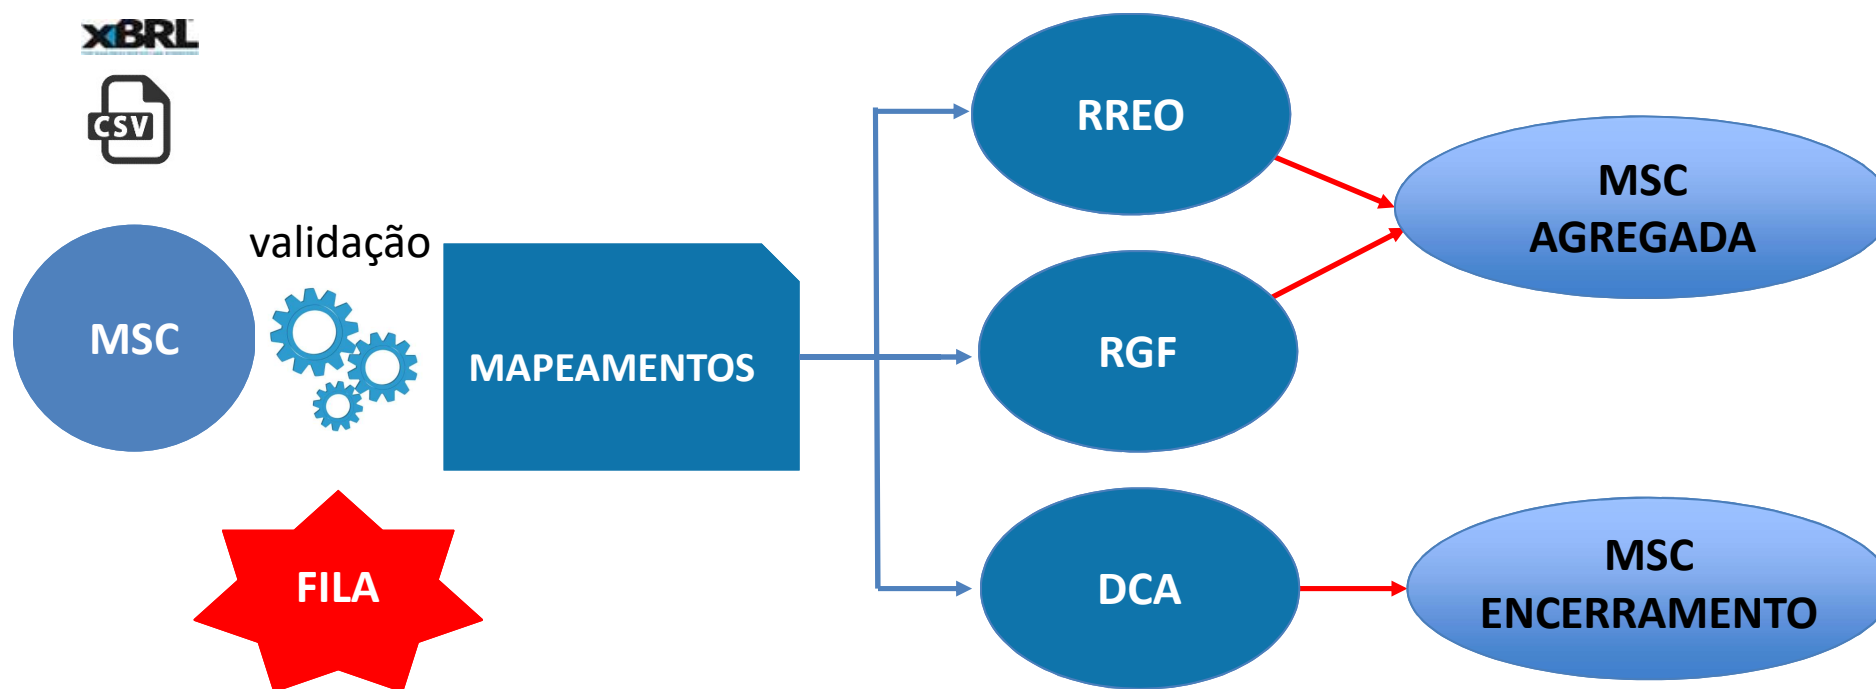 XBRL
CSV
validação
MSC
MAPEAMENTOS
FILA
RREO
RGF
DCA
MSC
AGREGADA
MSC
ENCERRAMENTO